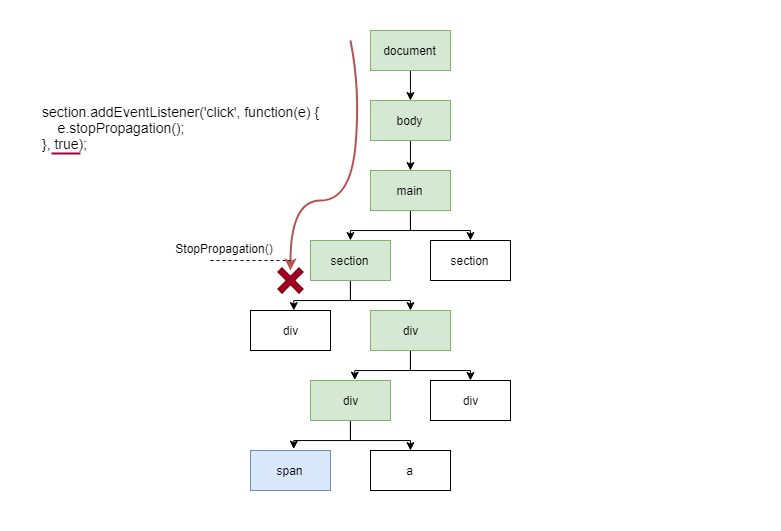 document
section.addEventListener('click', function(e) {
e.stopPropagation();
}, true);
body
main
StopPropagation()
section
section
div
div
div
div
span
a